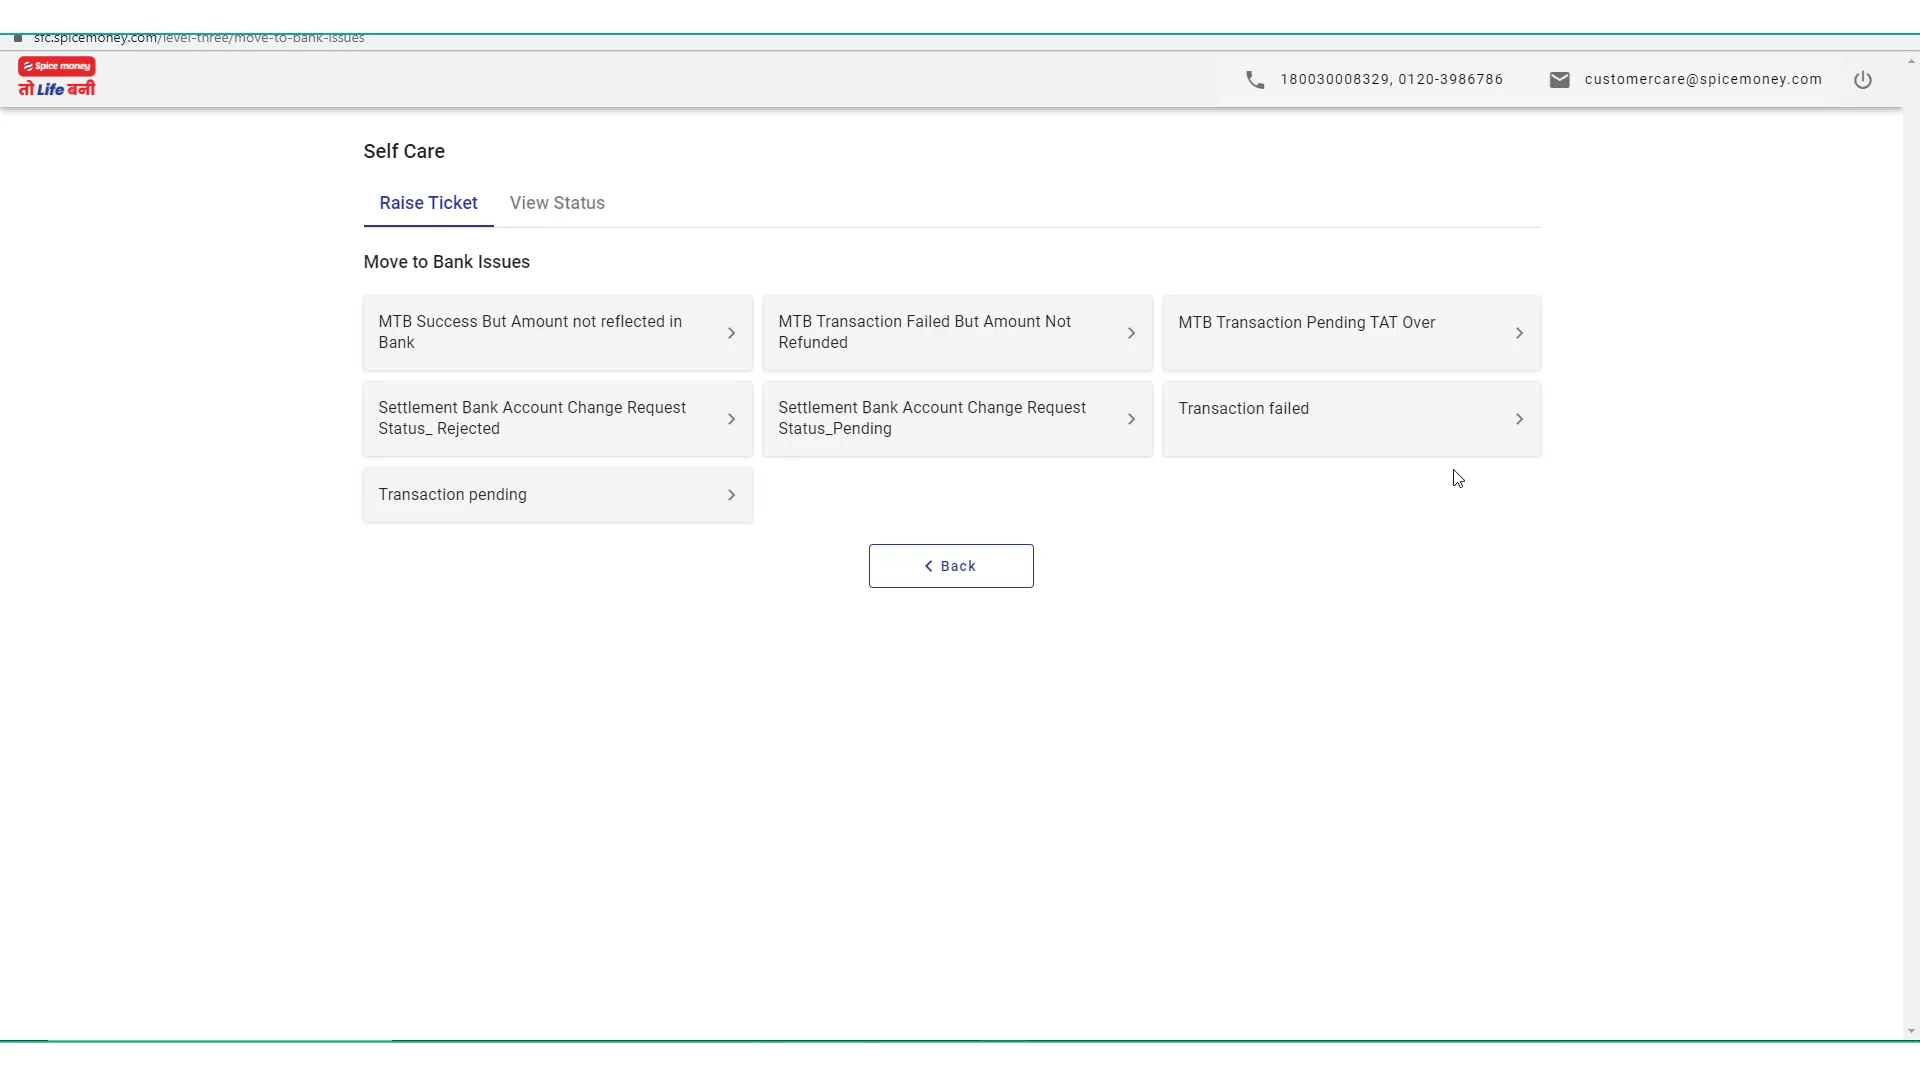 sfc.spicemoney.com/level-three/move-to-bank-issues
Spice money
तो Life बनी
180030008329, 0120-3986786
customercare@spicemoney.com
Self Care
Raise Ticket
View Status
Move to Bank Issues
MTB Success But Amount not reflected in
Bank
MTB Transaction Failed But Amount Not
Refunded
MTB Transaction Pending TAT Over
Settlement Bank Account Change Request
Status_ Rejected
Settlement Bank Account Change Request
Status_Pending
Transaction failed
Transaction pending
Back